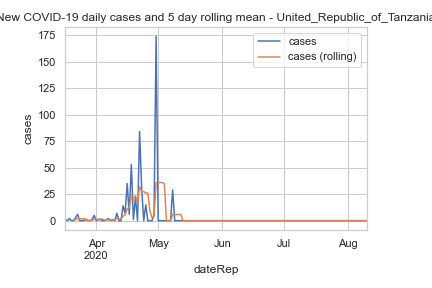 New COVID-19 daily cases and 5 day rolling mean - United_Republic_of_Tanzania
cases
cases (rolling)
175
150
125
100
75
50
25
0
cases
Apr May Jun Jul Aug
2020
dateRep